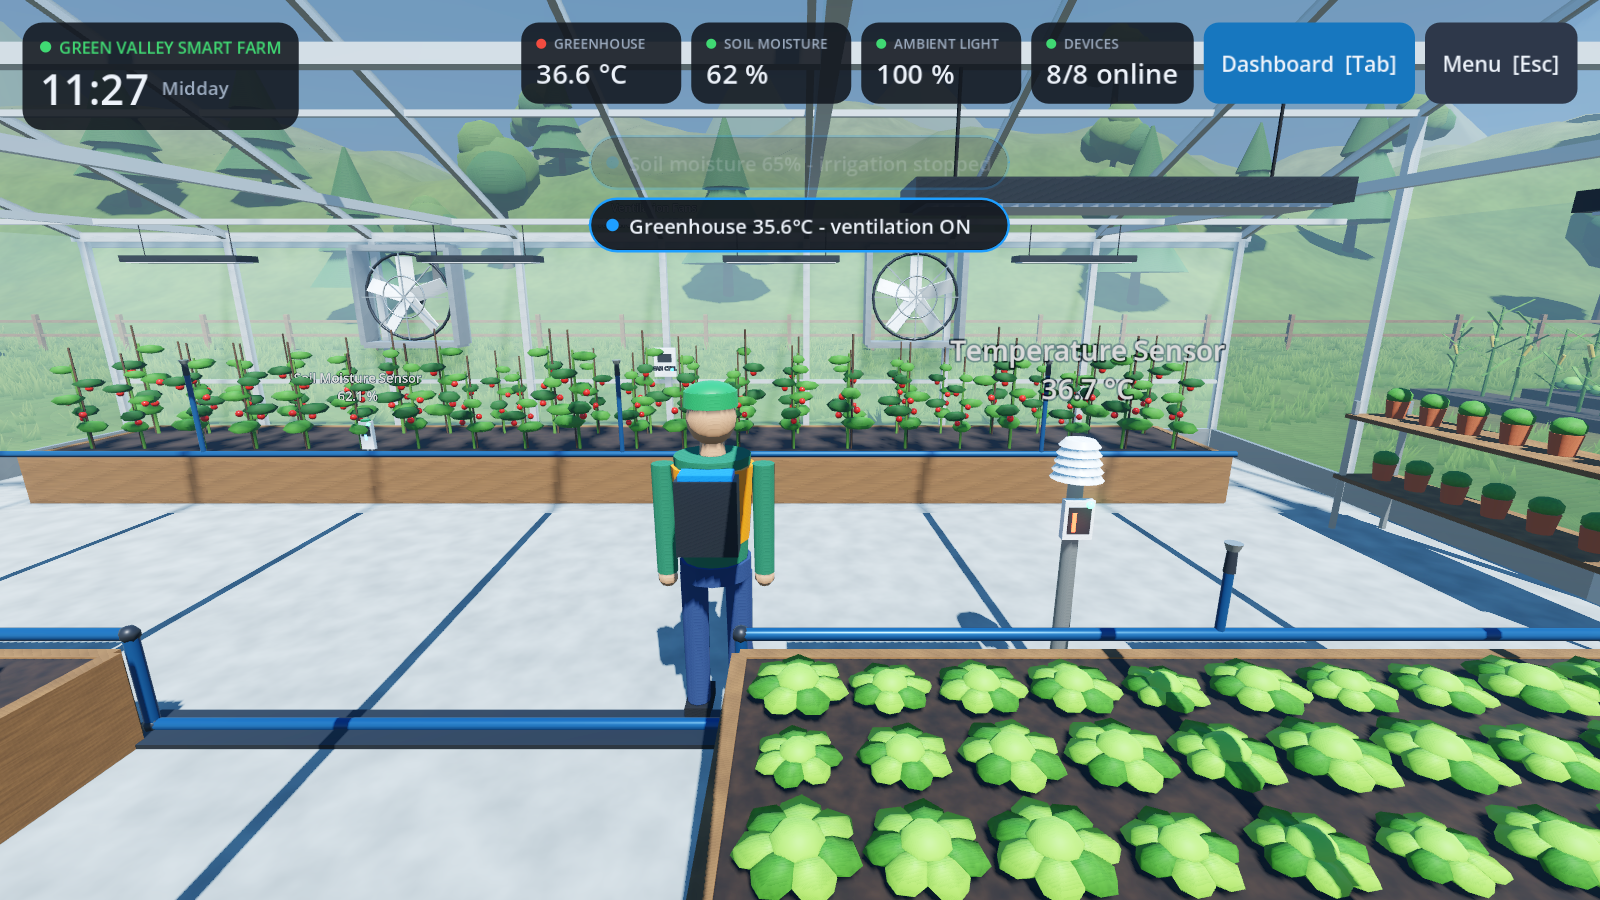 GREEN VALLEY SMART FARM
11:27 Midday
GREENHOUSE
36.6 °C
SOIL MOISTURE
62 %
AMBIENT LIGHT
100 %
DEVICES
8/8 online
Dashboard [Tab]
Menu [Esc]
Soil moisture 65% - irrigation stopped
Greenhouse 35.6°C - ventilation ON
Temperature Sensor
36.7 °C
Soil Moisture Sensor
62.1 %